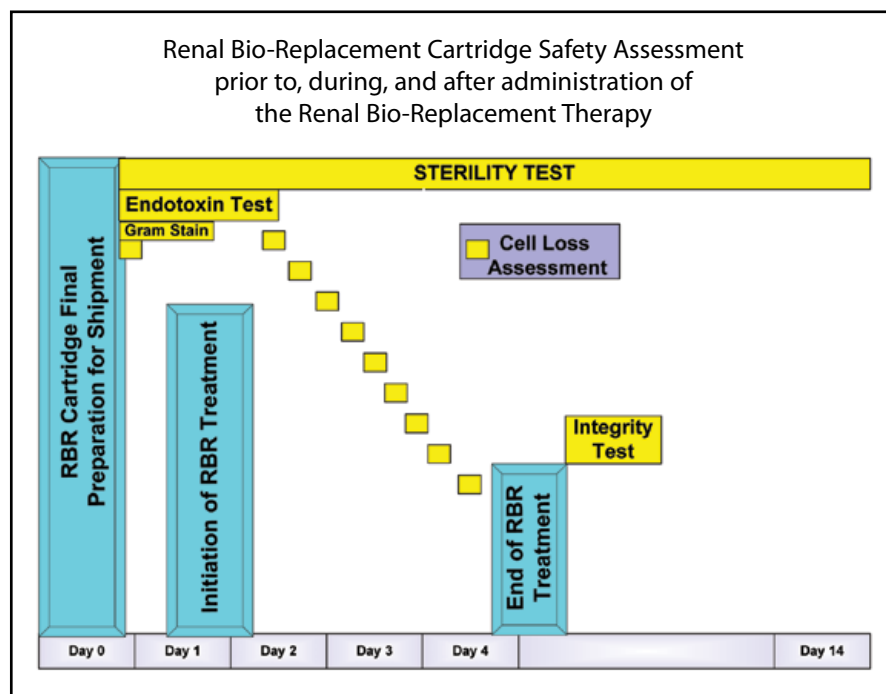 Renal Bio-Replacement Cartridge Safety Assessment
prior to, during, and after administration of
the Renal Bio-Replacement Therapy
STERILITY TEST
Endotoxin Test
Gram Stain
Cell Loss
Assessment
RBR Cartridge Final
Preparation for Shipment
Initiation of RBR Treatment
Integrity
Test
End of RBR
Treatment
Day 0
Day 1
Day 2
Day 3
Day 4
Day 14